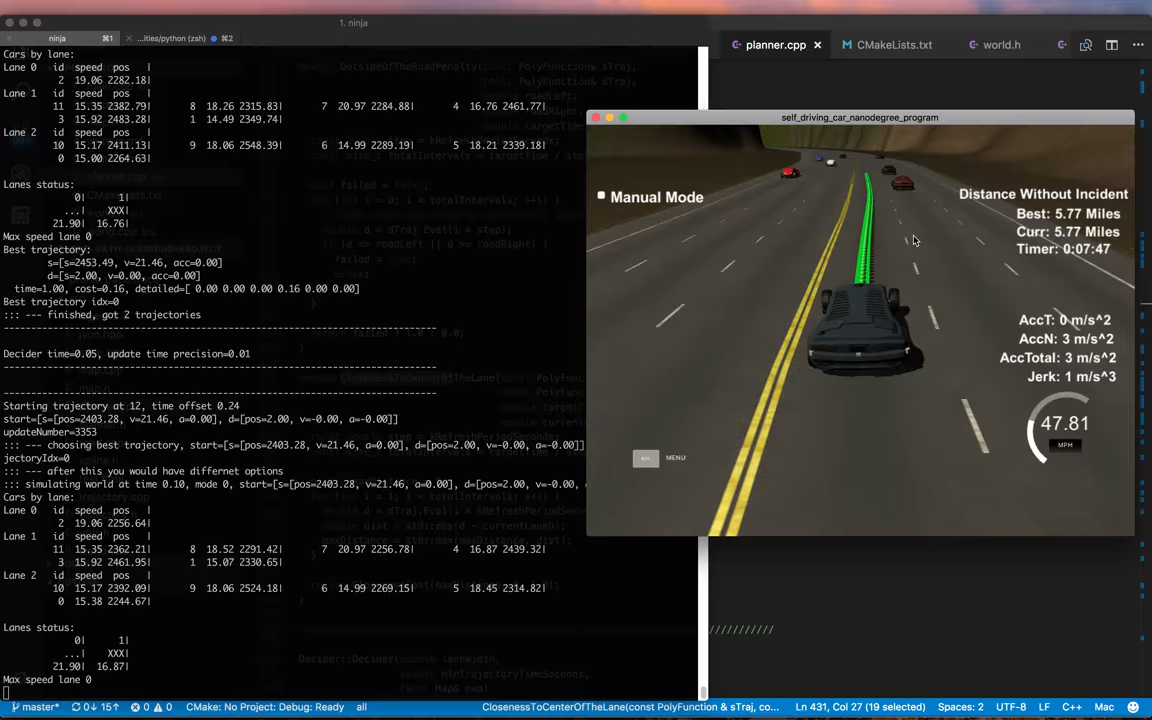 1. ninja
ninja ⌘1
...ities/python (zsh) ⌘2
planner.cpp
CMakeLists.txt
world.h
Cars by lane:
Lane 0 id speed pos |
2 19.06 2282.18|
Lane 1 id speed pos |
11 15.35 2382.79| 8 18.26 2315.83| 7 20.97 2284.88| 4 16.76 2461.77|
3 15.92 2483.28| 1 14.49 2349.74|
Lane 2 id speed pos |
10 15.17 2411.13| 9 18.06 2548.39| 6 14.99 2289.19| 5 18.21 2339.18|
0 15.00 2264.63|
Lanes status:
0| 1|
...| XXX|
21.90| 16.76|
Max speed lane 0
Best trajectory:
s=[s=2453.49, v=21.46, acc=0.00]
d=[s=2.00, v=0.00, acc=0.00]
time=1.00, cost=0.16, detailed=[ 0.00 0.00 0.00 0.16 0.00 0.00]
Best trajectory idx=0
::: --- finished, got 2 trajectories
--------------------------------------------------------------------------------
Decider time=0.05, update time precision=0.01
--------------------------------------------------------------------------------
--------------------------------------------------------------------------------
Starting trajectory at 12, time offset 0.24
start=[s=[pos=2403.28, v=21.46, a=0.00], d=[pos=2.00, v=-0.00, a=-0.00]]
updateNumber=3353
::: --- choosing best trajectory, start=[s=[pos=2403.28, v=21.46, a=0.00], d=[pos=2.00, v=-0.00, a=-0.00]]
jectoryIdx=0
::: --- after this you would have differnet options
::: simulating world at time 0.10, mode 0, start=[s=[pos=2403.28, v=21.46, a=0.00], d=[pos=2.00, v=-0.00, a=-
Cars by lane:
Lane 0 id speed pos |
2 19.06 2256.64|
Lane 1 id speed pos |
11 15.35 2362.21| 8 18.52 2291.42| 7 20.97 2256.78| 4 16.87 2439.32|
3 15.92 2461.95| 1 15.07 2330.65|
Lane 2 id speed pos |
10 15.17 2392.09| 9 18.06 2524.18| 6 14.99 2269.15| 5 18.45 2314.82|
0 15.38 2244.67|
Lanes status:
0| 1|
...| XXX|
21.90| 16.87|
Max speed lane 0
self_driving_car_nanodegree_program
Manual Mode
Distance Without Incident
Best: 5.77 Miles
Curr: 5.77 Miles
Timer: 0:07:47
AccT: 0 m/s^2
AccN: 3 m/s^2
AccTotal: 3 m/s^2
Jerk: 1 m/s^3
47.81
MPH
MENU
///////////
master* 0↓ 15↑ 0 0 CMake: No Project: Debug: Ready all
ClosenessToCenterOfTheLane(const PolyFunction & sTraj, co... Ln 431, Col 27 (19 selected) Spaces: 2 UTF-8 LF C++ Mac